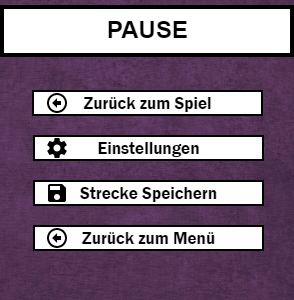 PAUSE
Zurück zum Spiel
Einstellungen
Strecke Speichern
Zurück zum Menü